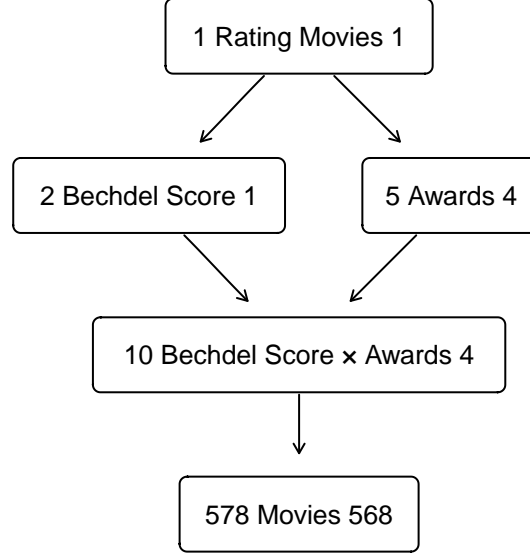 1 Rating Movies 1
2 Bechdel Score 1
5 Awards 4
10 Bechdel Score × Awards 4
578 Movies 568